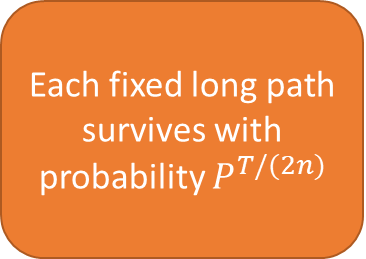 Each fixed long path
survives with
probability $P^{T/(2n)}$